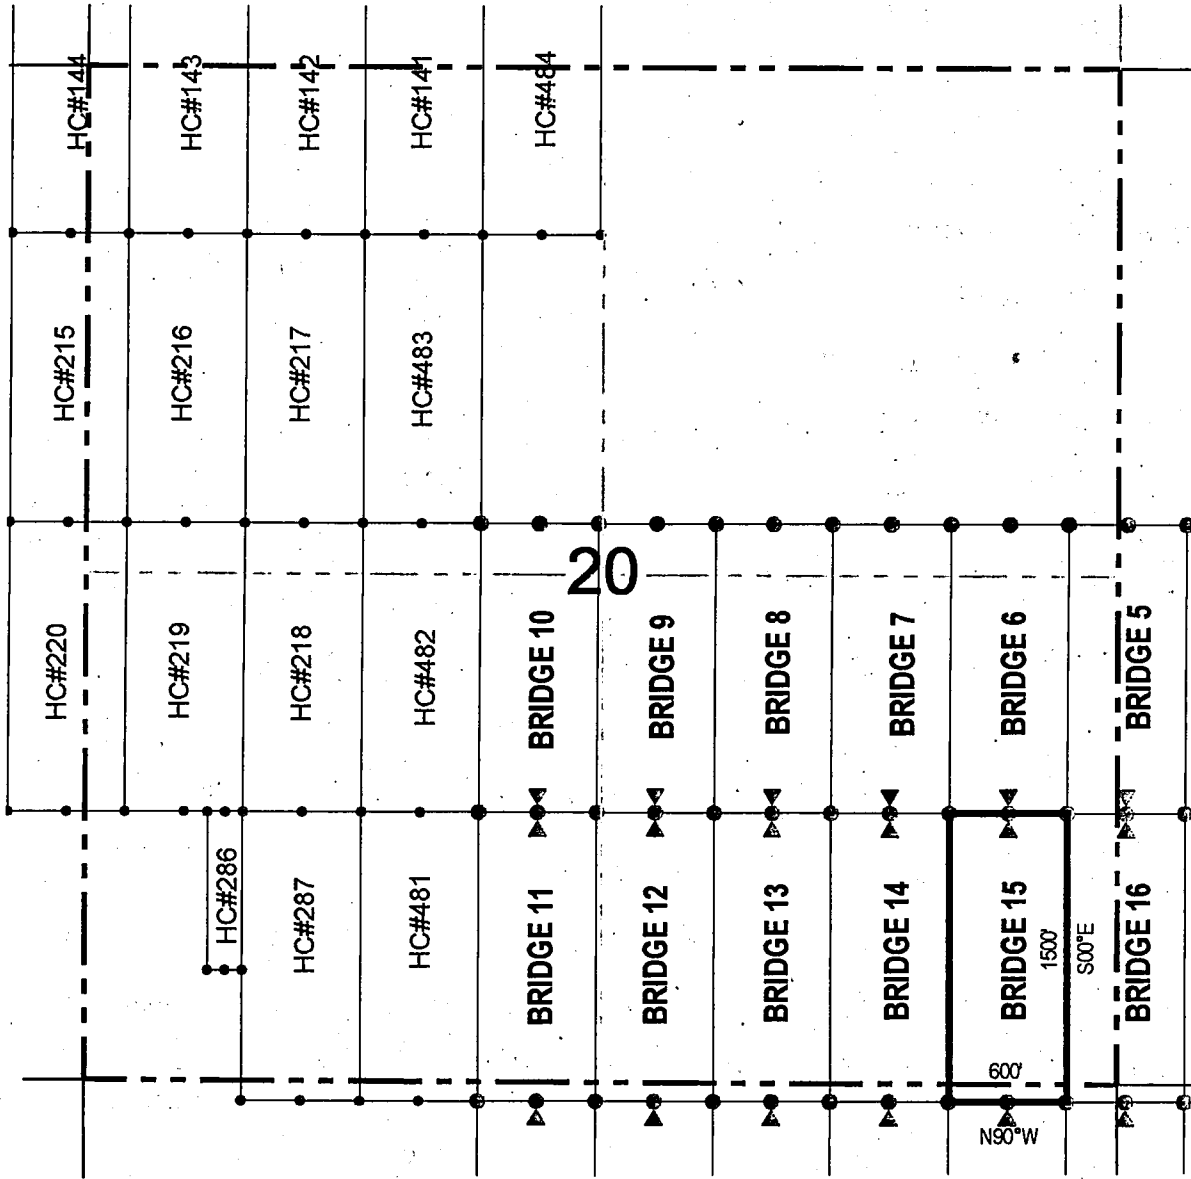 HC#144
HC#143
HC#142
HC#141
HC#484
HC#215
HC#216
HC#217
HC#483
20
HC#220
HC#219
HC#218
HC#482
BRIDGE 10
BRIDGE 9
BRIDGE 8
BRIDGE 7
BRIDGE 6
BRIDGE 5
HC#286
HC#287
HC#481
BRIDGE 11
BRIDGE 12
BRIDGE 13
BRIDGE 14
BRIDGE 15
1500'
S00°E
BRIDGE 16
600'
N90°W